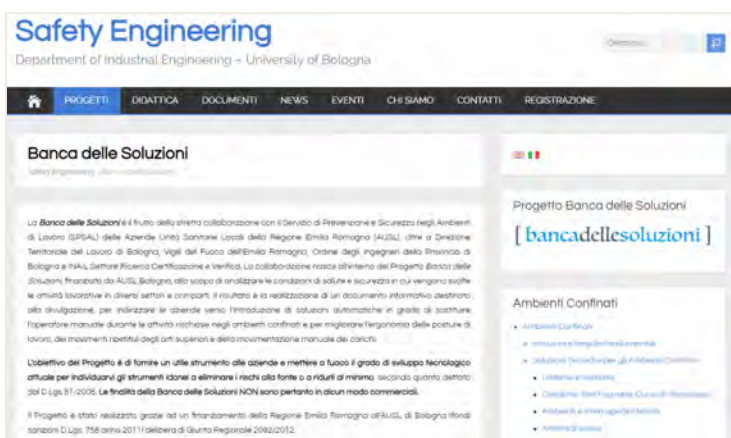 Safety Engineering
Department of Industrial Engineering – University of Bologna
PROGETTI DIDATTICA DOCUMENTI NEWS EVENTI CHI SIAMO CONTATTI REGISTRAZIONE
Banca delle Soluzioni
Safety Engineering
La Banca delle Soluzioni è il frutto della stretta collaborazione con il Servizio di Prevenzione e Sicurezza negli Ambienti
di Lavoro (SPSAL) delle Aziende Unità Sanitarie Locali della Regione Emilia Romagna (AUSL), oltre a Direzione
Territoriale del Lavoro di Bologna, Vigili del Fuoco dell'Emilia Romagna, Ordine degli Ingegneri della Provincia di
Bologna e INAIL Settore Ricerca Certificazione e Verifica. La collaborazione nasce all'interno del Progetto Banca delle
Soluzioni, finanziato da AUSL Bologna, allo scopo di analizzare le condizioni di salute e sicurezza in cui vengono svolte
le attività lavorative in diversi settori e comparti. Il risultato è la realizzazione di un documento informativo destinato
alla divulgazione, per indirizzare le aziende verso l'introduzione di soluzioni automatiche in grado di sostituire
l'operatore manuale durante le attività rischiose negli ambienti confinati e per migliorare l'ergonomia delle posture di
lavoro, dei movimenti ripetitivi degli arti superiori e della movimentazione manuale dei carichi.
L'obiettivo del Progetto è di fornire un utile strumento alle aziende e mettere a fuoco il grado di sviluppo tecnologico
attuale per individuarvi gli strumenti idonei a eliminare i rischi alla fonte o a ridurli al minimo, secondo quanto dettato
dal D.Lgs 81/2008. Le finalità della Banca delle Soluzioni NON sono pertanto in alcun modo commerciali.
Il Progetto è stato realizzato grazie ad un finanziamento della Regione Emilia Romagna all'AUSL di Bologna (fondi
sanzioni D.Lgs. 758 anno 2011 delibera di Giunta Regionale 2092/2012.
Progetto Banca delle Soluzioni
[ bancadellesoluzioni ]
Ambienti Confinati
Ambienti Confinati
Soluzioni Tecniche per gli Ambienti Confinati